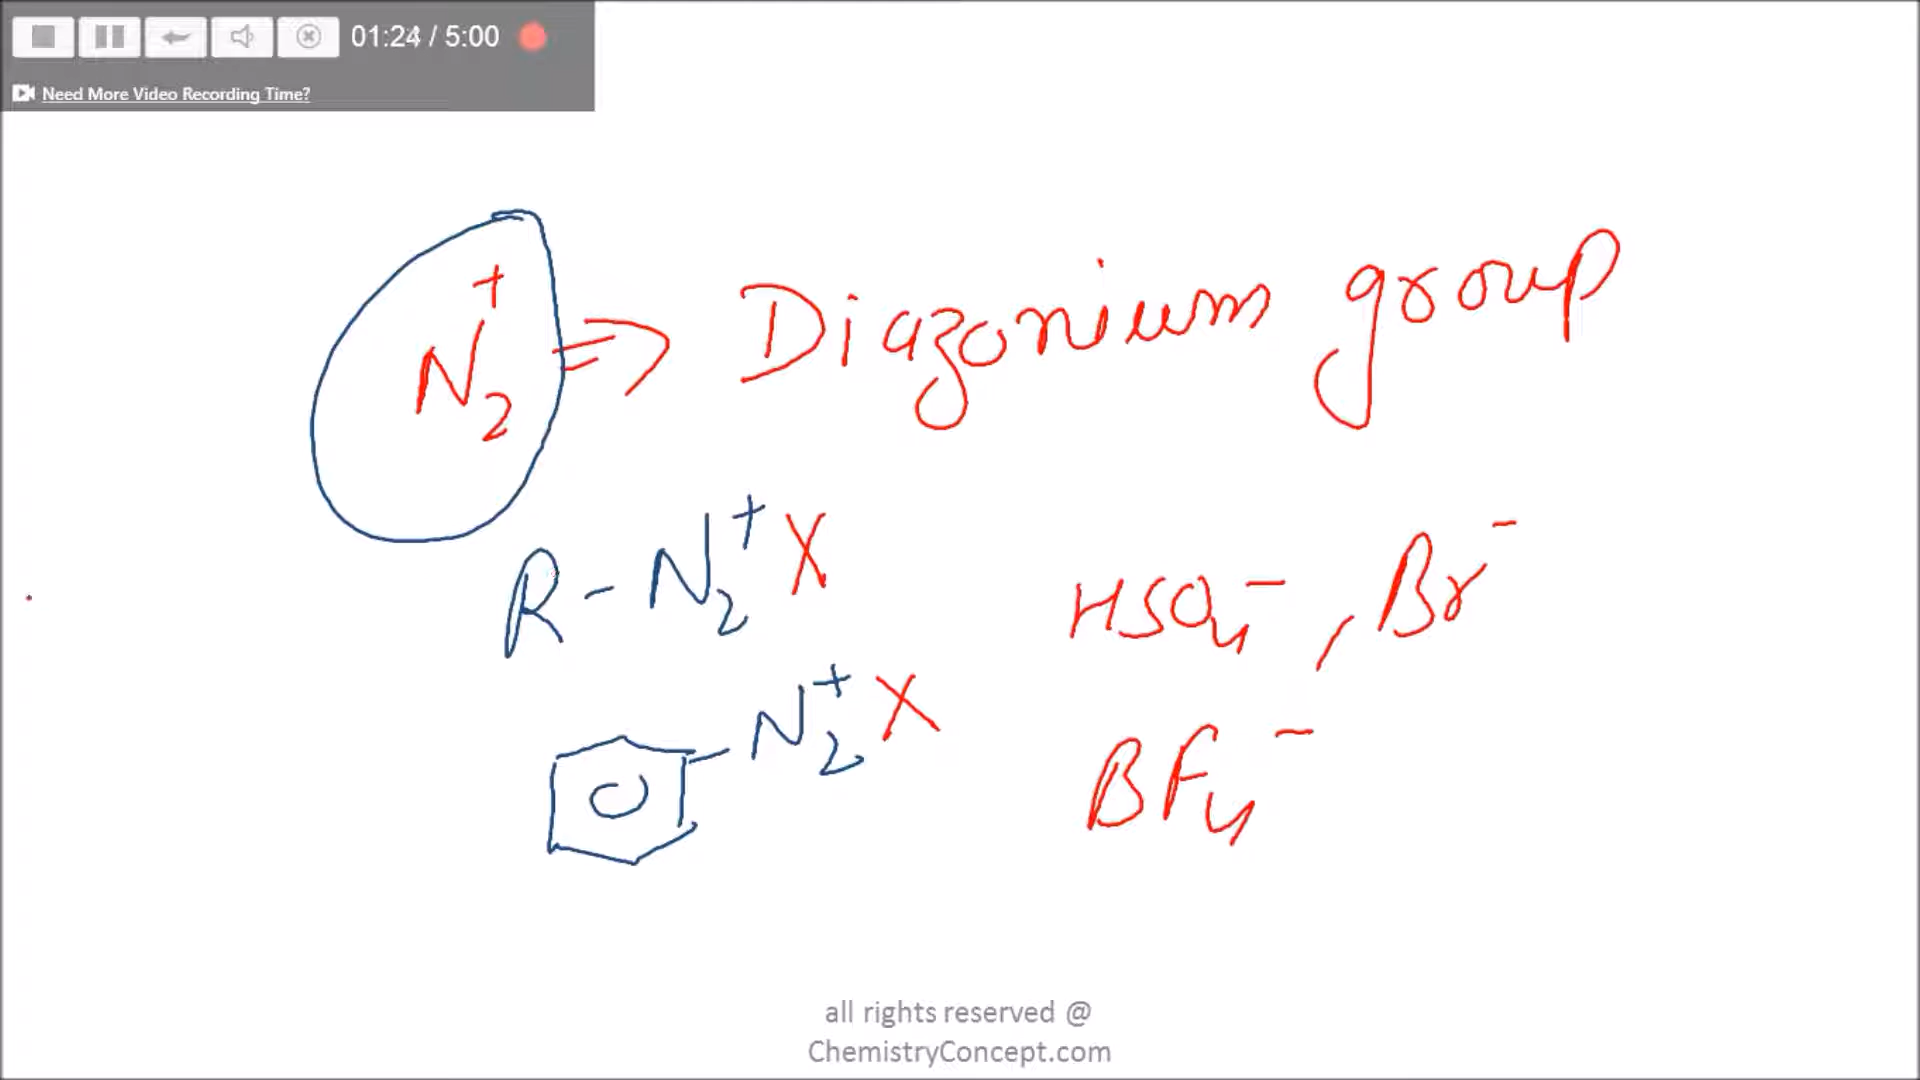 01:24 / 5:00
Need More Video Recording Time?
N₂⁺ ⇒ Diazonium group
R - N₂⁺ X
HSO₄⁻ , Br⁻
N₂⁺ X
BF₄⁻
all rights reserved @
ChemistryConcept.com